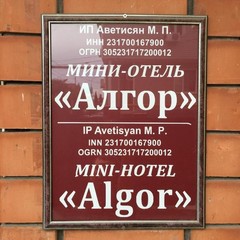 ИП Аветисян М. П.
ИНН 231700167900
ОГРН 305231717200012
МИНИ-ОТЕЛЬ
«Алгор»
IP Avetisyan M. P.
INN 231700167900
OGRN 305231717200012
MINI-HOTEL
«Algor»